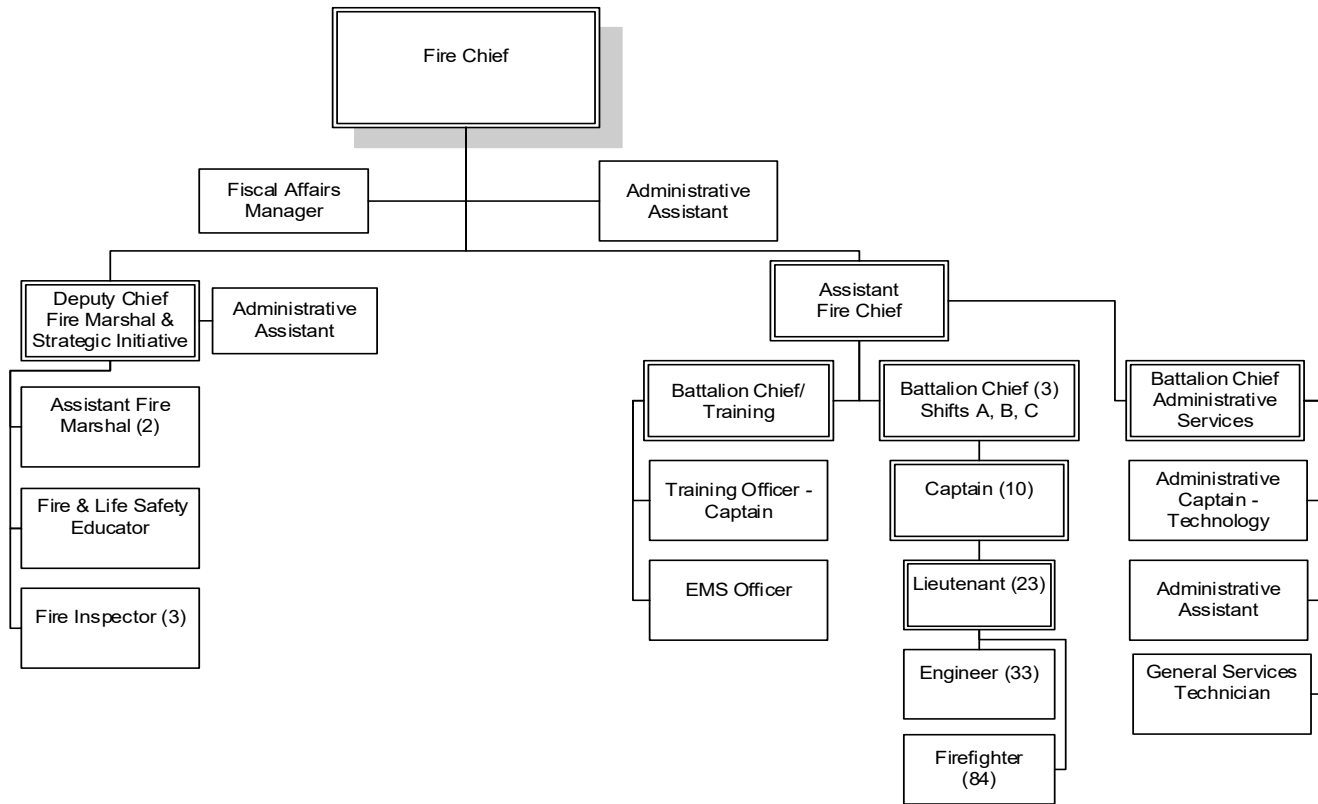 Fire Chief
Fiscal Affairs
Manager
Administrative
Assistant
Deputy Chief
Fire Marshal &
Strategic Initiative
Administrative
Assistant
Assistant
Fire Chief
Assistant Fire
Marshal (2)
Fire & Life Safety
Educator
Fire Inspector (3)
Battalion Chief/
Training
Training Officer -
Captain
EMS Officer
Battalion Chief (3)
Shifts A, B, C
Captain (10)
Lieutenant (23)
Engineer (33)
Firefighter
(84)
Battalion Chief
Administrative
Services
Administrative
Captain -
Technology
Administrative
Assistant
General Services
Technician